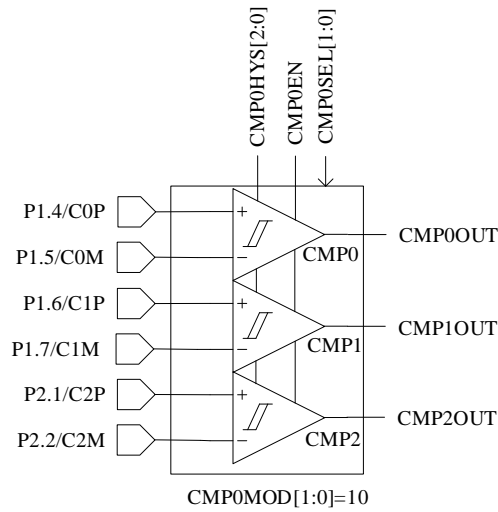 CMP0HYS[2:0]
CMP0EN
CMP0SEL[1:0]
P1.4/C0P
+
P1.5/C0M
−
CMP0
CMP0OUT
P1.6/C1P
+
P1.7/C1M
−
CMP1
CMP1OUT
P2.1/C2P
+
P2.2/C2M
−
CMP2
CMP2OUT
CMP0MOD[1:0]=10